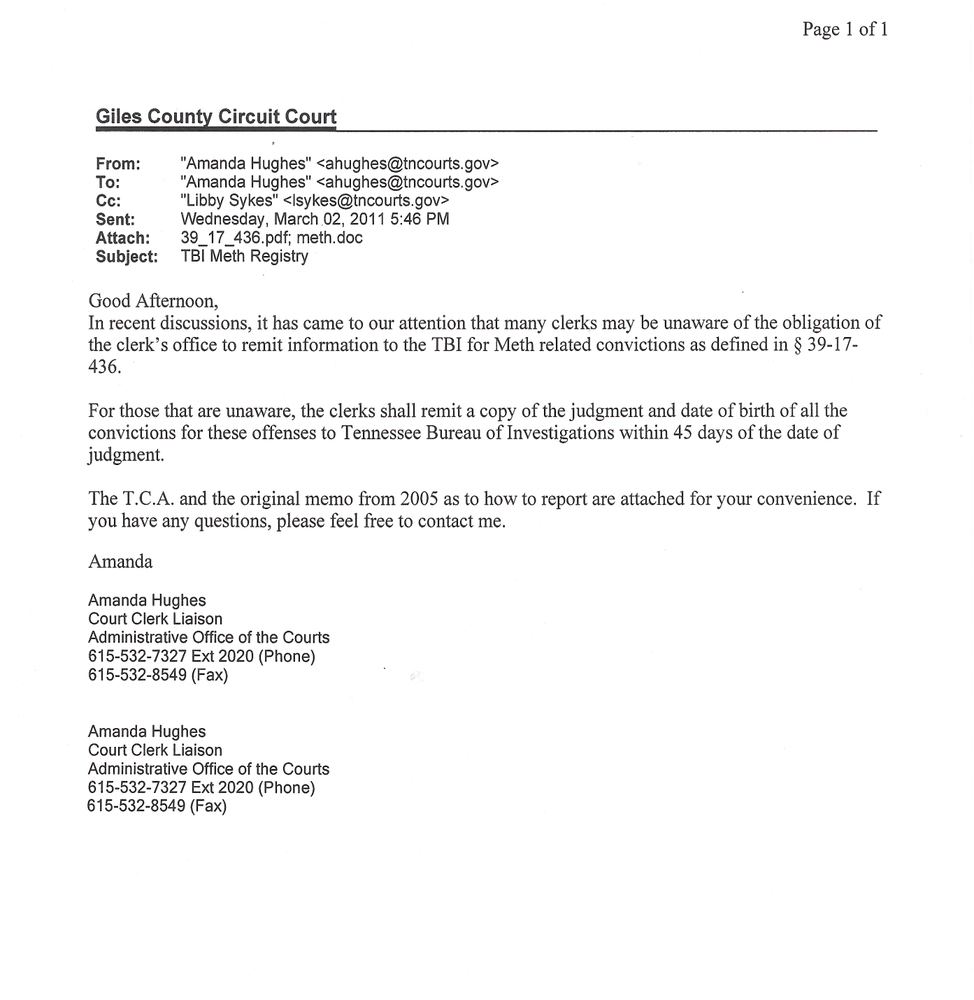 Page 1 of 1
Giles County Circuit Court
From: "Amanda Hughes" <ahughes@tncourts.gov>
To: "Amanda Hughes" <ahughes@tncourts.gov>
Cc: "Libby Sykes" <lsykes@tncourts.gov>
Sent: Wednesday, March 02, 2011 5:46 PM
Attach: 39_17_436.pdf; meth.doc
Subject: TBI Meth Registry
Good Afternoon,
In recent discussions, it has came to our attention that many clerks may be unaware of the obligation of
the clerk’s office to remit information to the TBI for Meth related convictions as defined in § 39-17-
436.
For those that are unaware, the clerks shall remit a copy of the judgment and date of birth of all the
convictions for these offenses to Tennessee Bureau of Investigations within 45 days of the date of
judgment.
The T.C.A. and the original memo from 2005 as to how to report are attached for your convenience.  If
you have any questions, please feel free to contact me.
Amanda
Amanda Hughes
Court Clerk Liaison
Administrative Office of the Courts
615-532-7327 Ext 2020 (Phone)
615-532-8549 (Fax)
Amanda Hughes
Court Clerk Liaison
Administrative Office of the Courts
615-532-7327 Ext 2020 (Phone)
615-532-8549 (Fax)